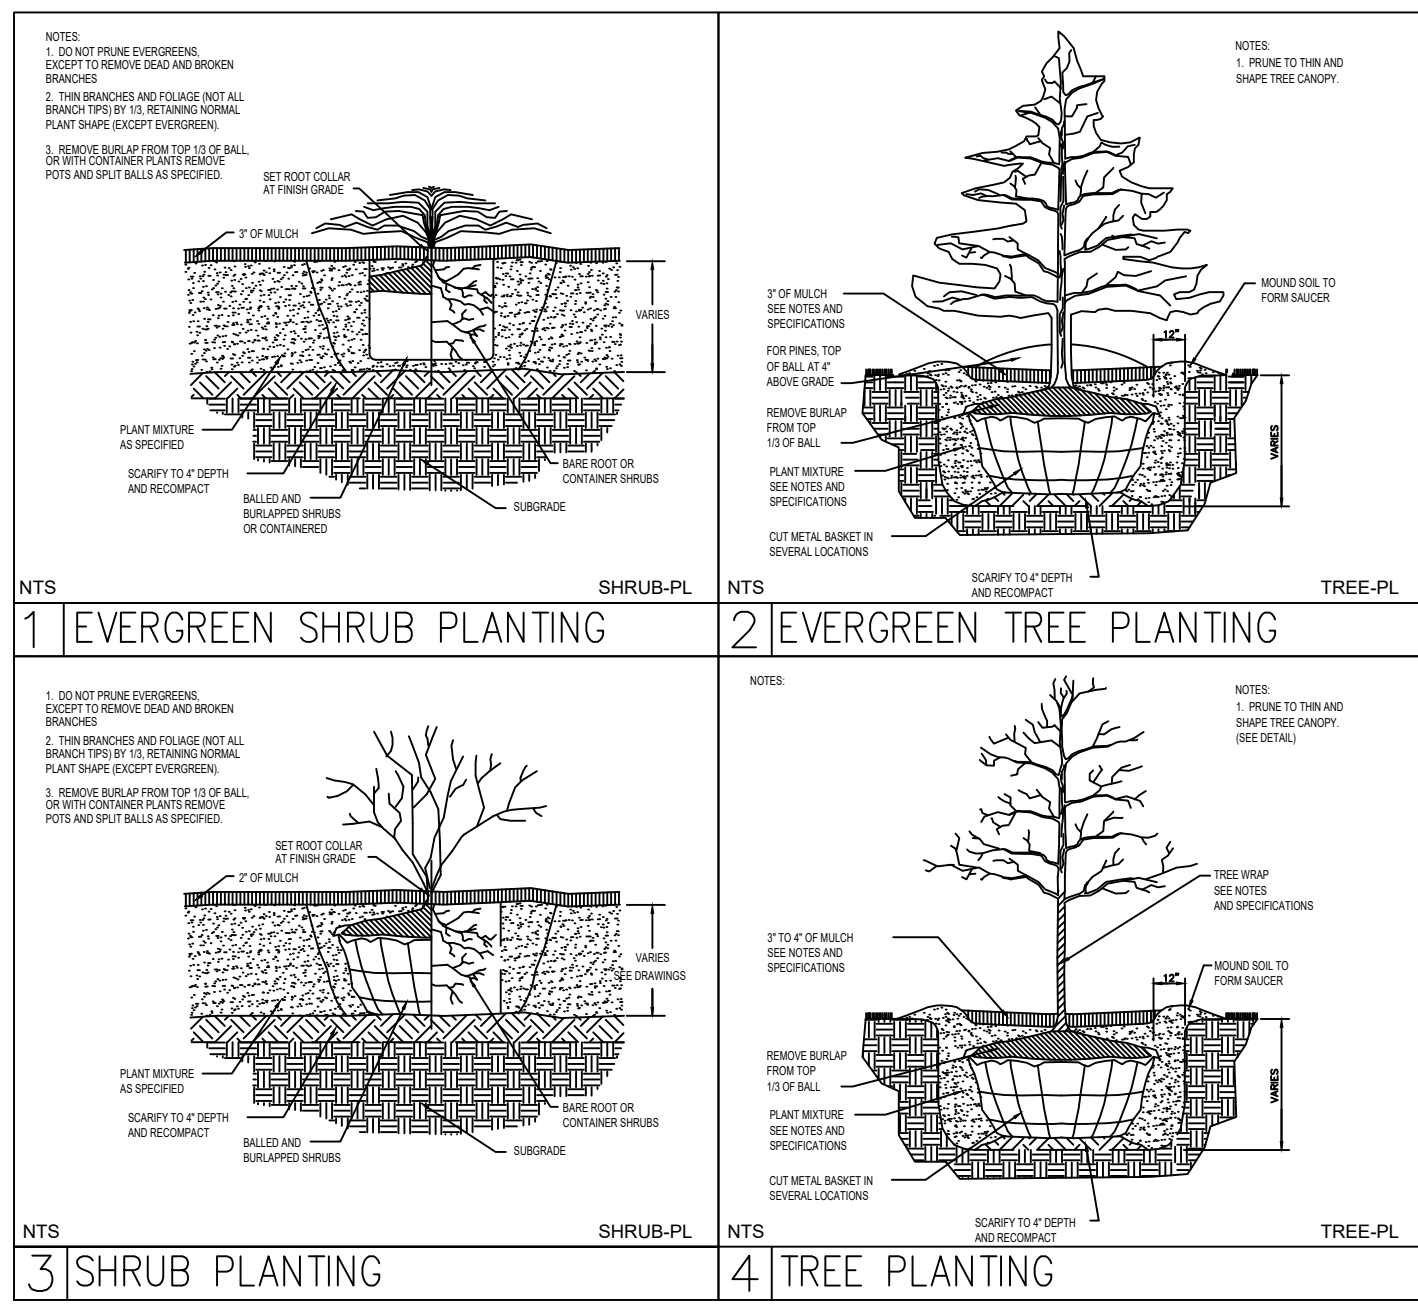 NOTES:
1. DO NOT PRUNE EVERGREENS,
EXCEPT TO REMOVE DEAD AND BROKEN
BRANCHES
2. THIN BRANCHES AND FOLIAGE (NOT ALL
BRANCH TIPS) BY 1/3, RETAINING NORMAL
PLANT SHAPE (EXCEPT EVERGREEN).
3. REMOVE BURLAP FROM TOP 1/3 OF BALL,
OR WITH CONTAINER PLANTS REMOVE
POTS AND SPLIT BALLS AS SPECIFIED.
SET ROOT COLLAR
AT FINISH GRADE
3" OF MULCH
VARIES
PLANT MIXTURE
AS SPECIFIED
SCARIFY TO 4" DEPTH
AND RECOMPACT
BALLED AND
BURLAPPED SHRUBS
OR CONTAINERED
BARE ROOT OR
CONTAINER SHRUBS
SUBGRADE
NTS
SHRUB-PL
1 EVERGREEN SHRUB PLANTING
NOTES:
1. PRUNE TO THIN AND
SHAPE TREE CANOPY.
3" OF MULCH
SEE NOTES AND
SPECIFICATIONS
FOR PINES, TOP
OF BALL AT 4"
ABOVE GRADE
REMOVE BURLAP
FROM TOP
1/3 OF BALL
PLANT MIXTURE
SEE NOTES AND
SPECIFICATIONS
CUT METAL BASKET IN
SEVERAL LOCATIONS
SCARIFY TO 4" DEPTH
AND RECOMPACT
MOUND SOIL TO
FORM SAUCER
12"
VARIES
NTS
TREE-PL
2 EVERGREEN TREE PLANTING
1. DO NOT PRUNE EVERGREENS,
EXCEPT TO REMOVE DEAD AND BROKEN
BRANCHES
2. THIN BRANCHES AND FOLIAGE (NOT ALL
BRANCH TIPS) BY 1/3, RETAINING NORMAL
PLANT SHAPE (EXCEPT EVERGREEN).
3. REMOVE BURLAP FROM TOP 1/3 OF BALL,
OR WITH CONTAINER PLANTS REMOVE
POTS AND SPLIT BALLS AS SPECIFIED.
SET ROOT COLLAR
AT FINISH GRADE
2" OF MULCH
VARIES
SEE DRAWINGS
PLANT MIXTURE
AS SPECIFIED
SCARIFY TO 4" DEPTH
AND RECOMPACT
BALLED AND
BURLAPPED SHRUBS
BARE ROOT OR
CONTAINER SHRUBS
SUBGRADE
NTS
SHRUB-PL
3 SHRUB PLANTING
NOTES:
NOTES:
1. PRUNE TO THIN AND
SHAPE TREE CANOPY.
(SEE DETAIL)
TREE WRAP
SEE NOTES
AND SPECIFICATIONS
3" TO 4" OF MULCH
SEE NOTES AND
SPECIFICATIONS
MOUND SOIL TO
FORM SAUCER
12"
VARIES
REMOVE BURLAP
FROM TOP
1/3 OF BALL
PLANT MIXTURE
SEE NOTES AND
SPECIFICATIONS
CUT METAL BASKET IN
SEVERAL LOCATIONS
SCARIFY TO 4" DEPTH
AND RECOMPACT
NTS
TREE-PL
4 TREE PLANTING